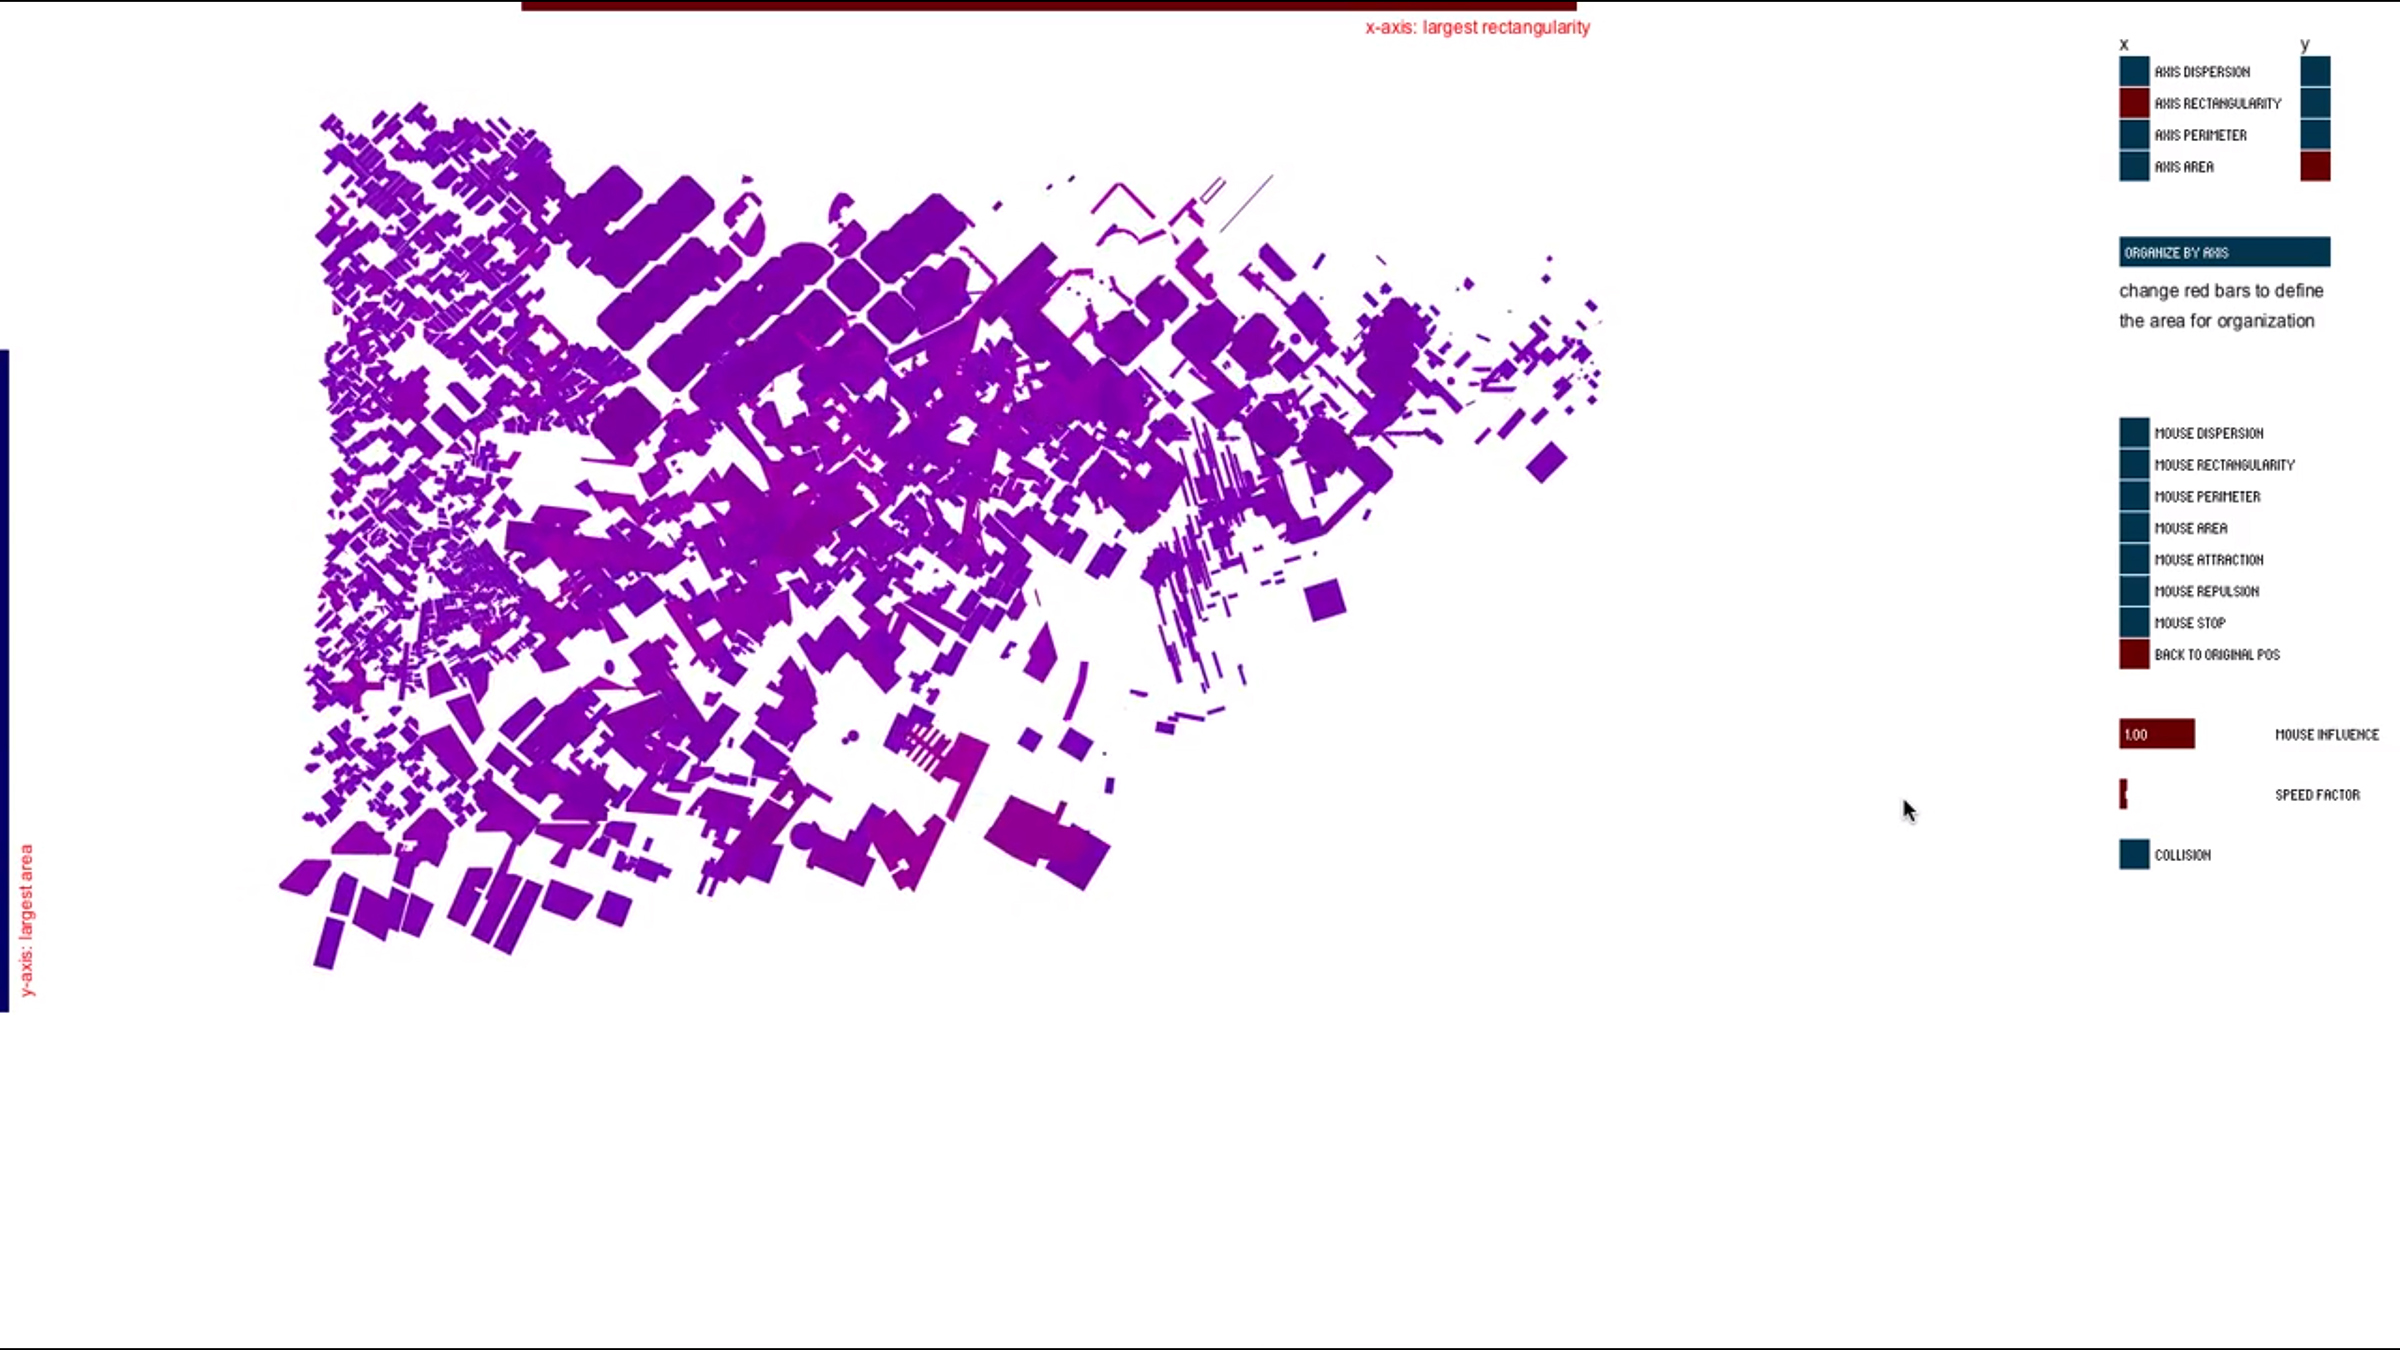 x-axis: largest rectangularity
y-axis: largest area
x y
AXIS DISPERSION
AXIS RECTANGULARITY
AXIS PERIMETER
AXIS AREA
ORGANIZE BY AXIS
change red bars to define
the area for organization
MOUSE DISPERSION
MOUSE RECTANGULARITY
MOUSE PERIMETER
MOUSE AREA
MOUSE ATTRACTION
MOUSE REPULSION
MOUSE STOP
BACK TO ORIGINAL POS
1.00 MOUSE INFLUENCE
SPEED FACTOR
COLLISION